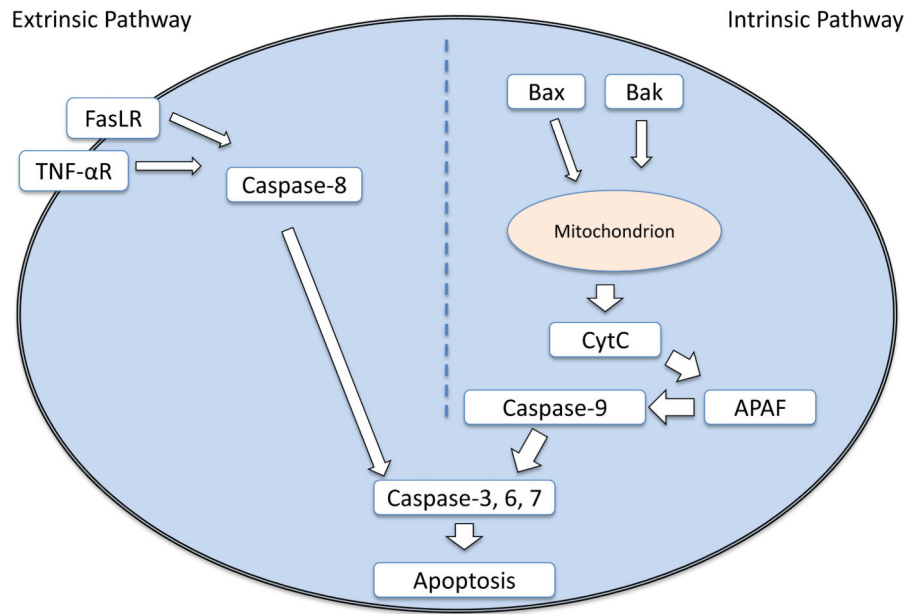 Extrinsic Pathway
Intrinsic Pathway
FasLR
TNF-αR
Caspase-8
Bax
Bak
Mitochondrion
CytC
APAF
Caspase-9
Caspase-3, 6, 7
Apoptosis